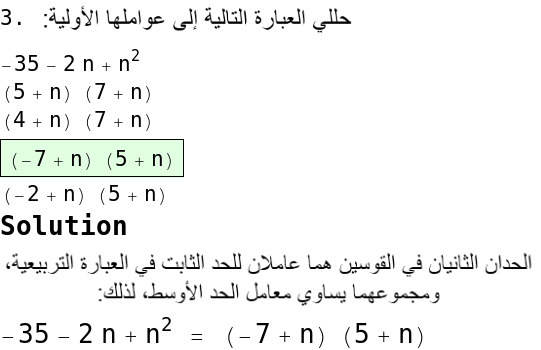 3. حللي العبارة التالية إلى عواملها الأولية:
-35 - 2 n + n²
(5 + n) (7 + n)
(4 + n) (7 + n)
(-7 + n) (5 + n)
(-2 + n) (5 + n)
Solution
الحدان الثانيان في القوسين هما عاملان للحد الثابت في العبارة التربيعية،
ومجموعهما يساوي معامل الحد الأوسط، لذلك:
-35 - 2 n + n² = (-7 + n) (5 + n)